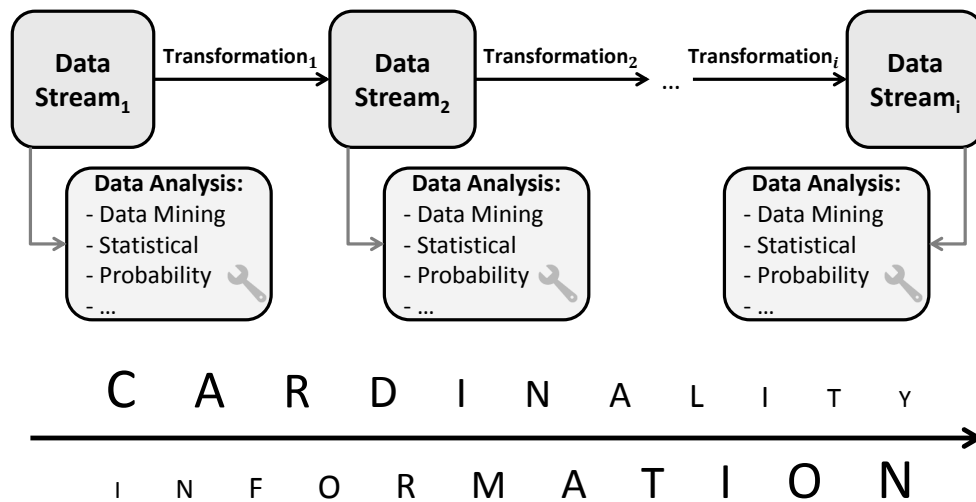 Data Stream₁
Transformation₁
Data Stream₂
Transformation₂
...
Transformationᵢ
Data Streamᵢ
Data Analysis:
- Data Mining
- Statistical
- Probability
- ...
Data Analysis:
- Data Mining
- Statistical
- Probability
- ...
Data Analysis:
- Data Mining
- Statistical
- Probability
- ...
C A R D I N A L I T Y
I N F O R M A T I O N